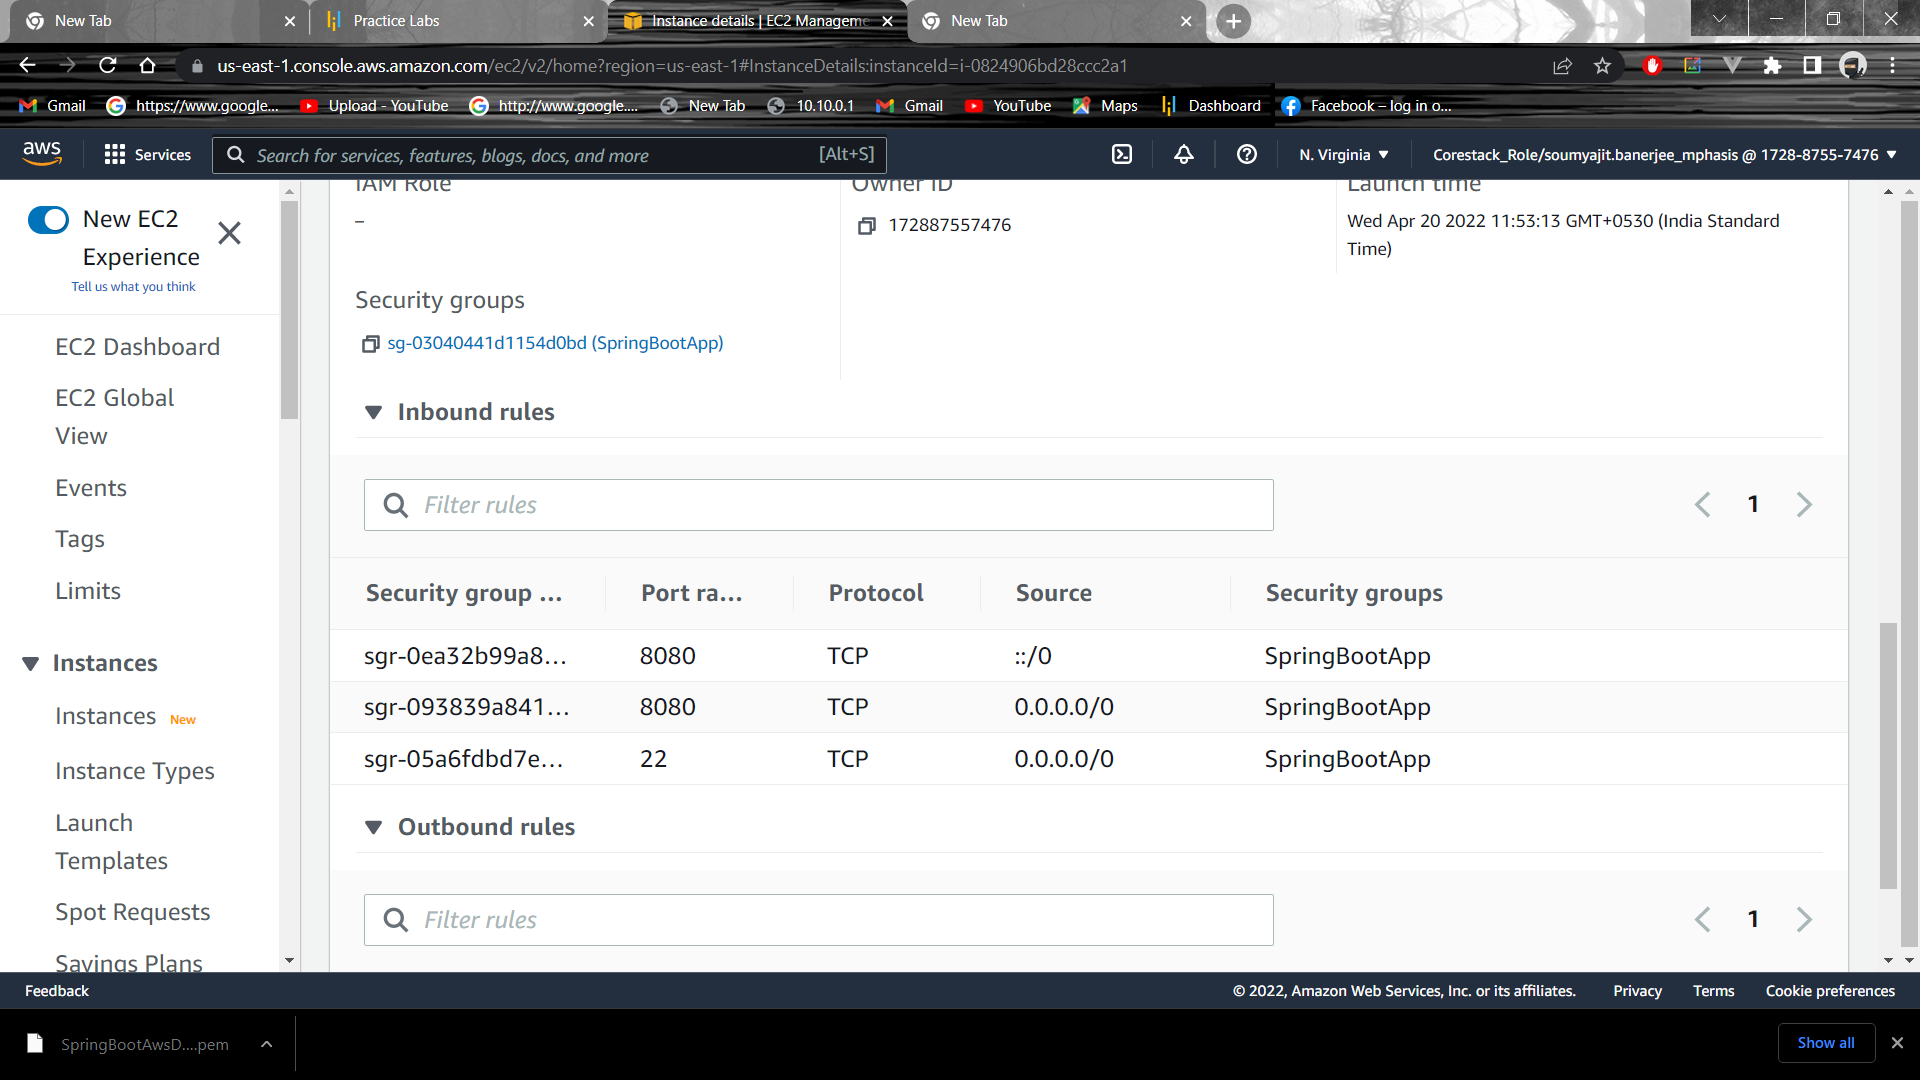 New Tab
Practice Labs
Instance details | EC2 Manageme
New Tab
us-east-1.console.aws.amazon.com/ec2/v2/home?region=us-east-1#InstanceDetails:instanceId=i-0824906bd28ccc2a1
Gmail
https://www.google...
Upload - YouTube
http://www.google....
New Tab
10.10.0.1
Gmail
YouTube
Maps
Dashboard
Facebook – log in o...
aws
Services
Search for services, features, blogs, docs, and more
[Alt+S]
N. Virginia
Corestack_Role/soumyajit.banerjee_mphasis @ 1728-8755-7476
New EC2
Experience
Tell us what you think
EC2 Dashboard
EC2 Global
View
Events
Tags
Limits
Instances
Instances New
Instance Types
Launch
Templates
Spot Requests
Savings Plans
IAM Role
–
Owner ID
172887557476
Launch time
Wed Apr 20 2022 11:53:13 GMT+0530 (India Standard
Time)
Security groups
sg-03040441d1154d0bd (SpringBootApp)
Inbound rules
Filter rules
1
Security group ... Port ra... Protocol Source Security groups
sgr-0ea32b99a8... 8080 TCP ::/0 SpringBootApp
sgr-093839a841... 8080 TCP 0.0.0.0/0 SpringBootApp
sgr-05a6fdbd7e... 22 TCP 0.0.0.0/0 SpringBootApp
Outbound rules
Filter rules
1
Feedback
© 2022, Amazon Web Services, Inc. or its affiliates.
Privacy
Terms
Cookie preferences
SpringBootAwsD....pem
Show all